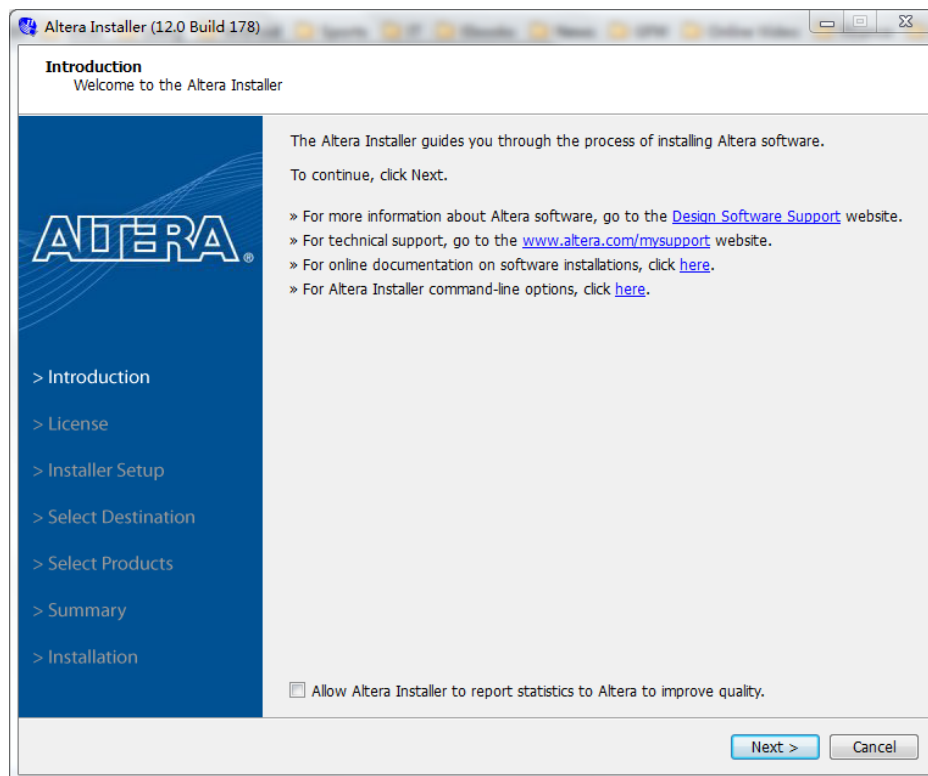 Altera Installer (12.0 Build 178)
Introduction
Welcome to the Altera Installer
ALTERA®
> Introduction
> License
> Installer Setup
> Select Destination
> Select Products
> Summary
> Installation
The Altera Installer guides you through the process of installing Altera software.
To continue, click Next.
» For more information about Altera software, go to the Design Software Support website.
» For technical support, go to the www.altera.com/mysupport website.
» For online documentation on software installations, click here.
» For Altera Installer command-line options, click here.
Allow Altera Installer to report statistics to Altera to improve quality.
Next >
Cancel